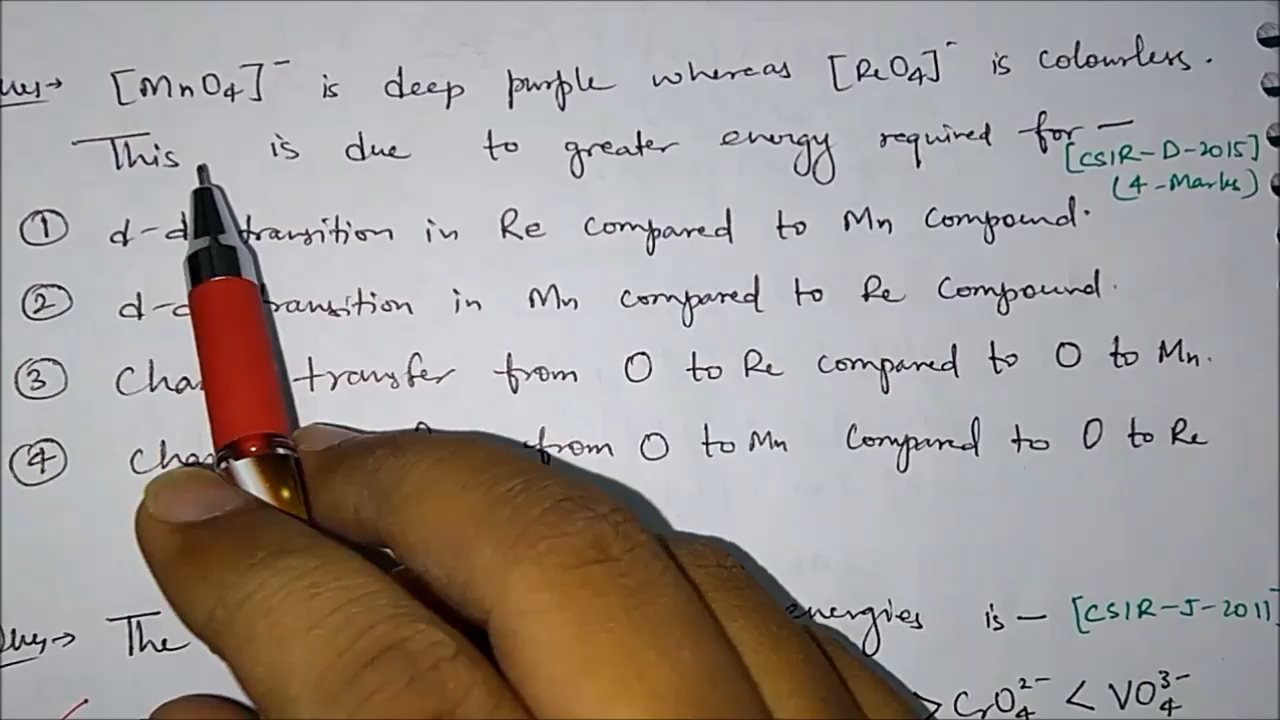 Ques→ [MnO4]⁻ is deep purple whereas [ReO4]⁻ is colourless.
This is due to greater energy required for —
[CSIR-D-2015]
(4-Marks)
① d-d transition in Re compared to Mn Compound.
② d-d transition in Mn compared to Re Compound.
③ transfer from O to Re compared to O to Mn.
④ from O to Mn Compared to O to Re
Ques→ The energies is — [CSIR-J-2011]
> CrO₄²⁻ < VO₄³⁻